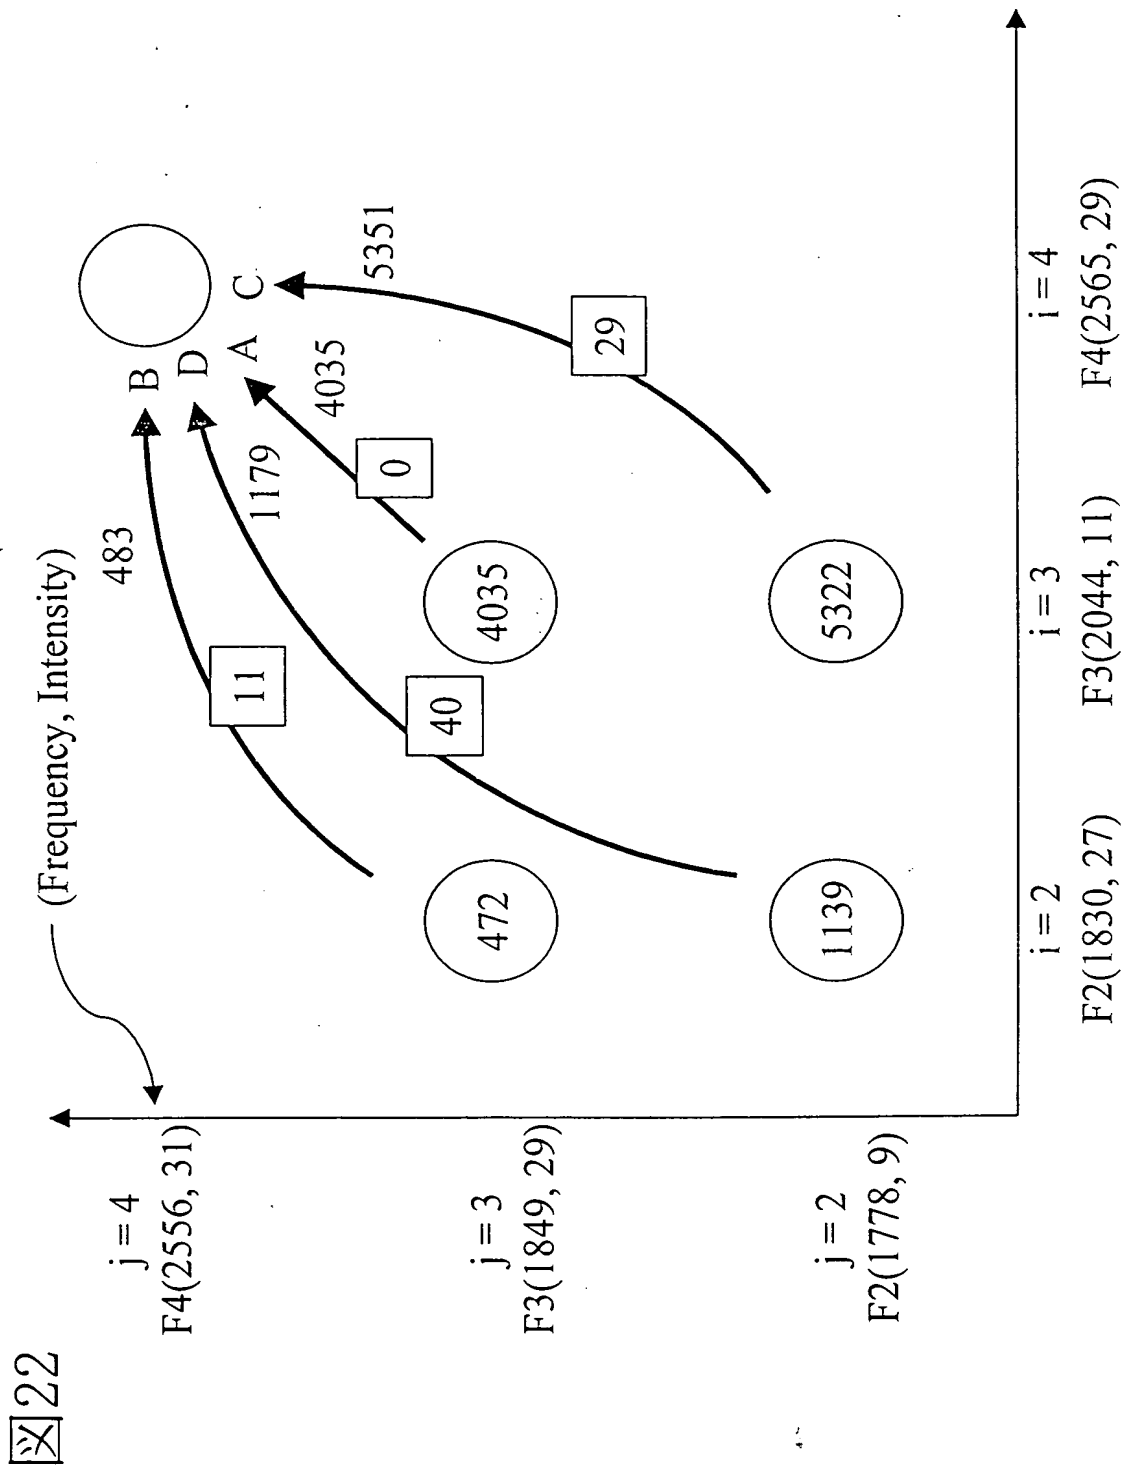 図22
(Frequency, Intensity)
j = 4
F4(2556, 31)
483
B
D
11
1179
A
C
4035
5351
0
29
40
j = 3
F3(1849, 29)
472
4035
j = 2
F2(1778, 9)
1139
5322
i = 2
F2(1830, 27)
i = 3
F3(2044, 11)
i = 4
F4(2565, 29)